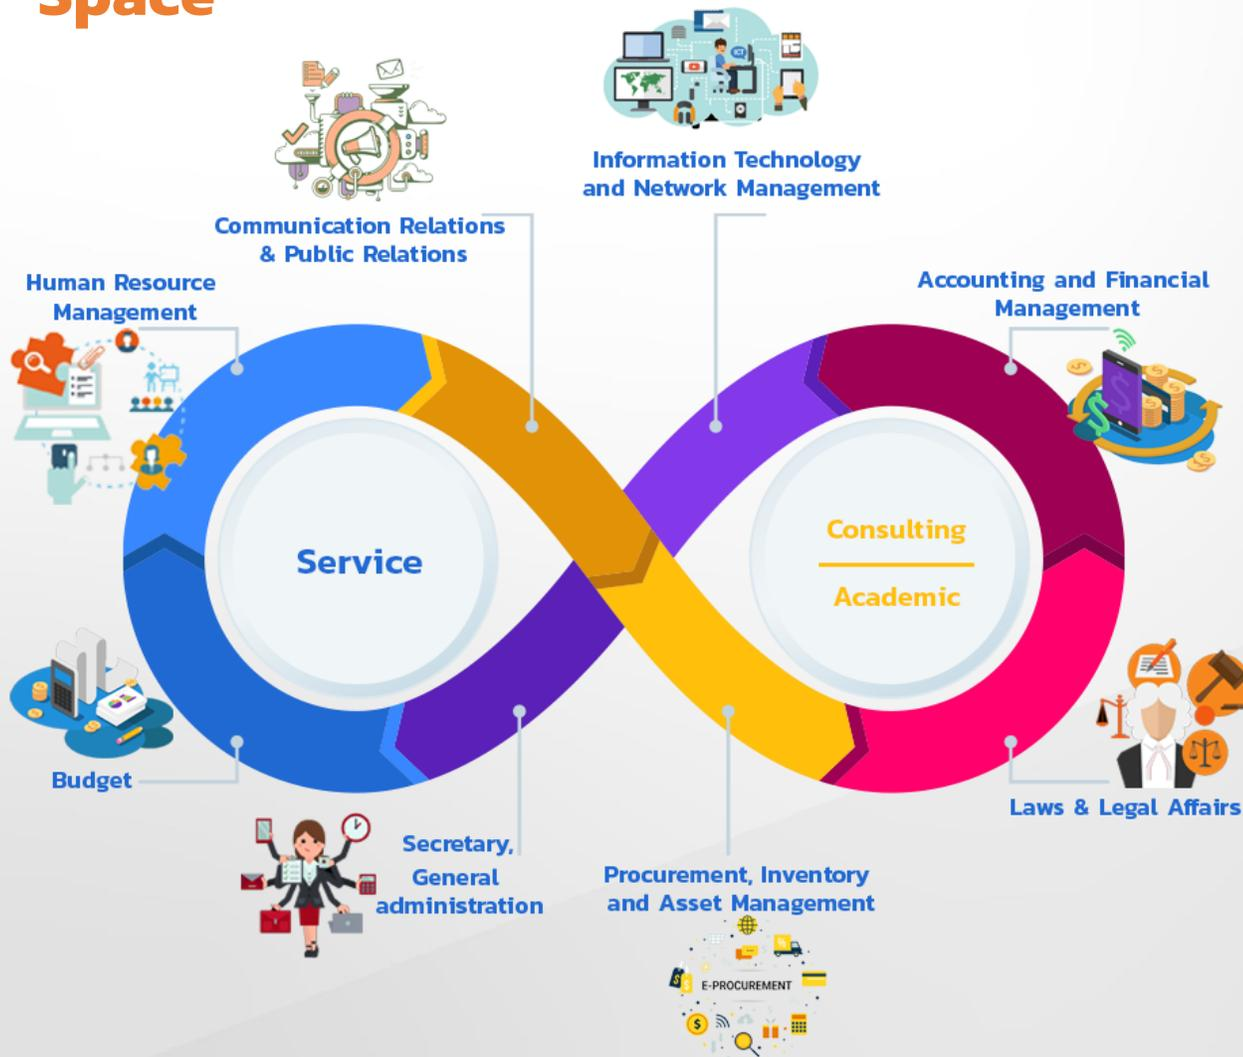 Space
Information Technology
and Network Management
Communication Relations
& Public Relations
Human Resource
Management
Accounting and Financial
Management
Service
Consulting
Academic
Budget
Laws & Legal Affairs
Secretary,
General
administration
Procurement, Inventory
and Asset Management
E-PROCUREMENT
ICT